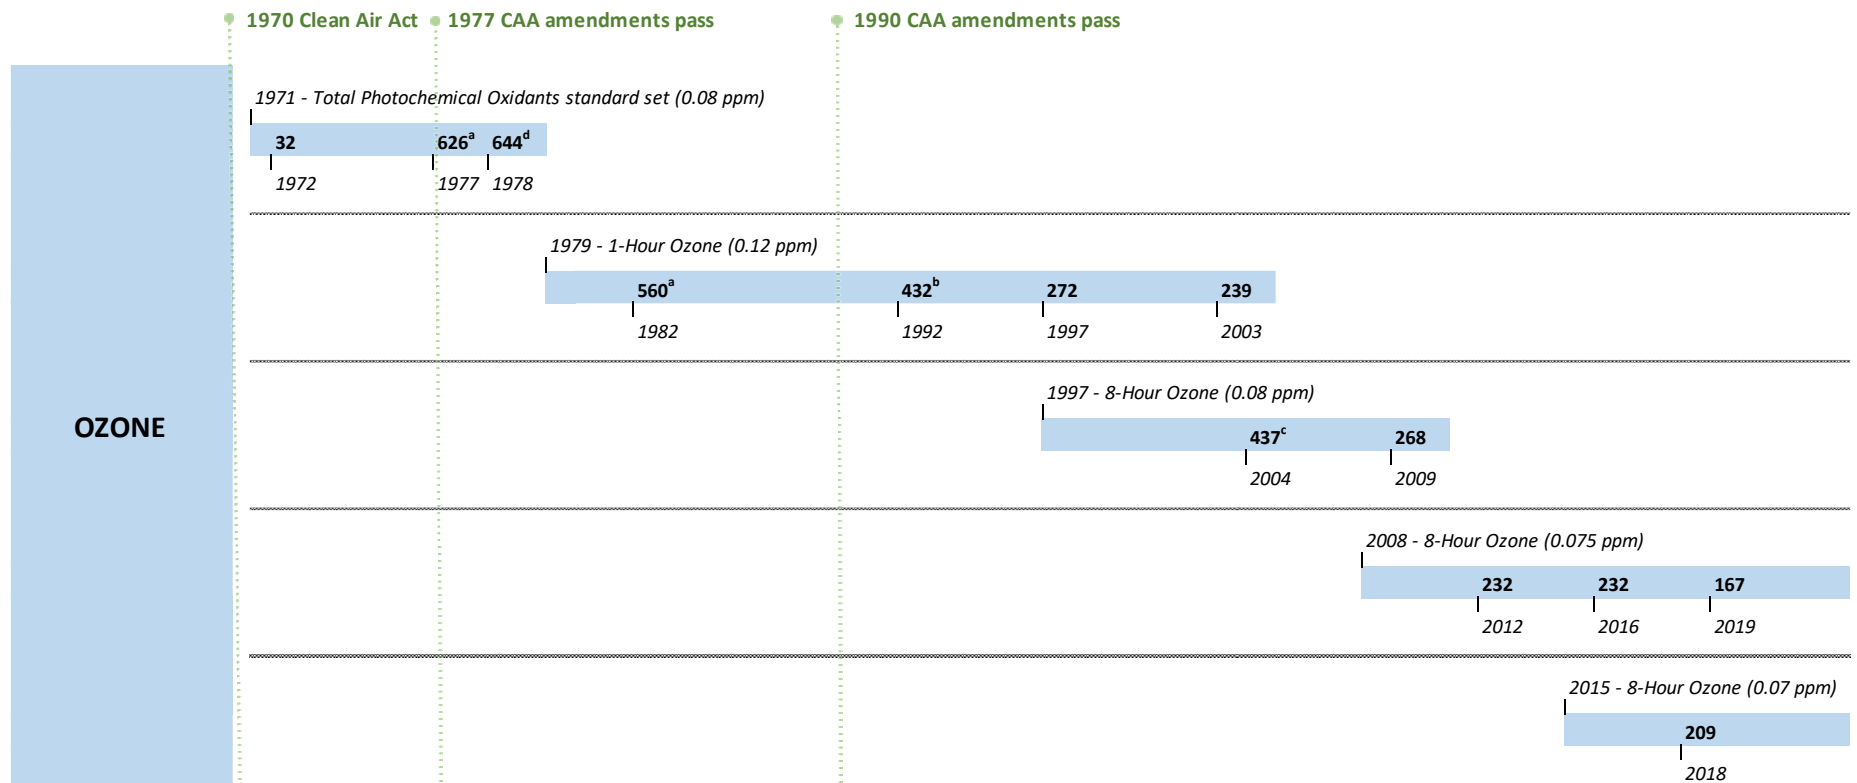 1970 Clean Air Act
1977 CAA amendments pass
1990 CAA amendments pass
OZONE
1971 - Total Photochemical Oxidants standard set (0.08 ppm)
32 626a 644d
1972 1977 1978
1979 - 1-Hour Ozone (0.12 ppm)
560a 432b 272 239
1982 1992 1997 2003
1997 - 8-Hour Ozone (0.08 ppm)
437c 268
2004 2009
2008 - 8-Hour Ozone (0.075 ppm)
232 232 167
2012 2016 2019
2015 - 8-Hour Ozone (0.07 ppm)
209
2018